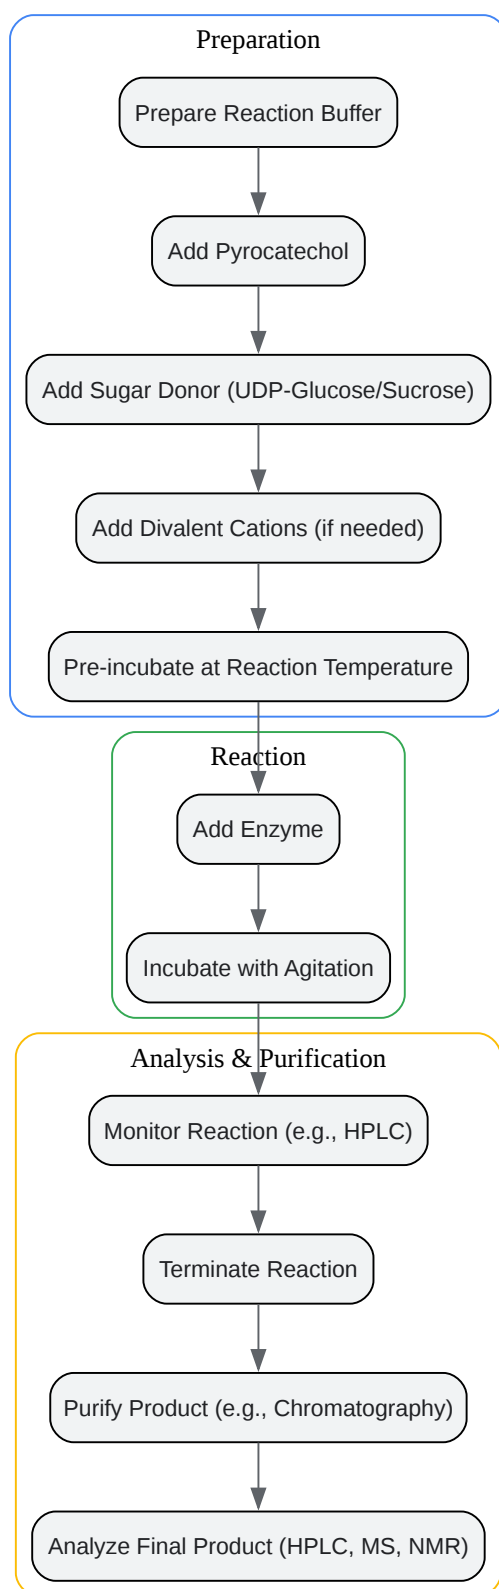 Preparation
Prepare Reaction Buffer
Add Pyrocatechol
Add Sugar Donor (UDP-Glucose/Sucrose)
Add Divalent Cations (if needed)
Pre-incubate at Reaction Temperature
Reaction
Add Enzyme
Incubate with Agitation
Analysis & Purification
Monitor Reaction (e.g., HPLC)
Terminate Reaction
Purify Product (e.g., Chromatography)
Analyze Final Product (HPLC, MS, NMR)